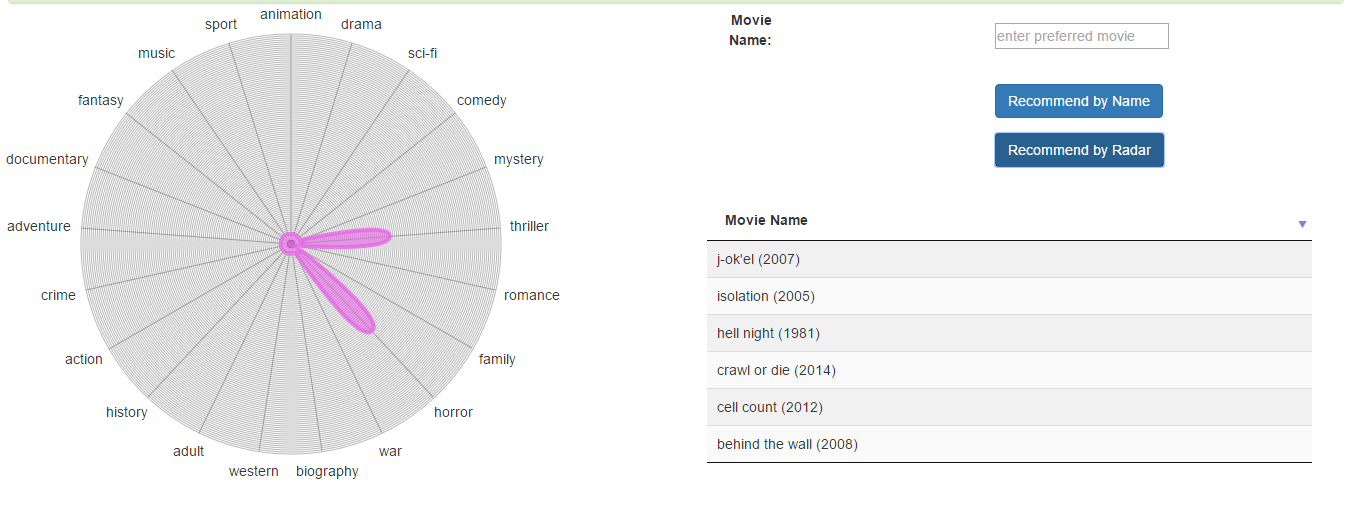 animation
sport
drama
music
sci-fi
fantasy
comedy
documentary
mystery
adventure
thriller
crime
romance
action
family
history
horror
adult
war
western
biography
Movie
Name:
enter preferred movie
Recommend by Name
Recommend by Radar
Movie Name
j-ok'el (2007)
isolation (2005)
hell night (1981)
crawl or die (2014)
cell count (2012)
behind the wall (2008)